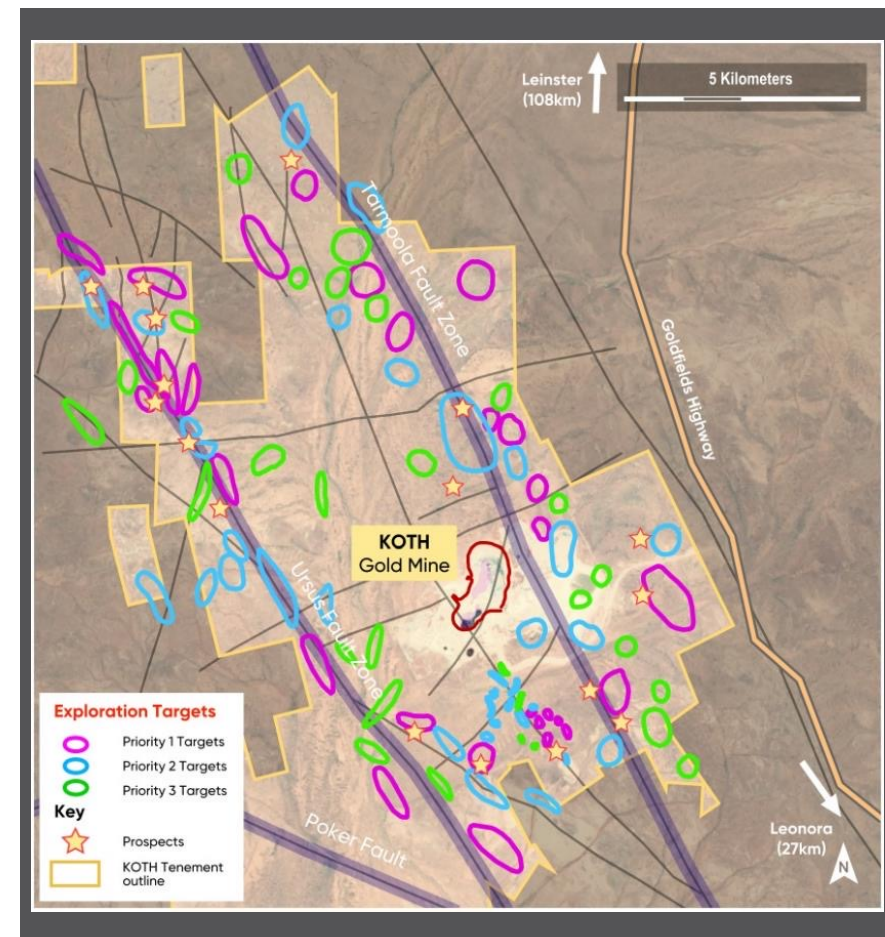 Leinster
(108km)
5 Kilometers
Tarmoola Fault Zone
Goldfields Highway
KOTH
Gold Mine
Ursus Fault Zone
Exploration Targets
Priority 1 Targets
Priority 2 Targets
Priority 3 Targets
Key
Prospects
KOTH Tenement
outline
Poker Fault
Leonora
(27km)
N